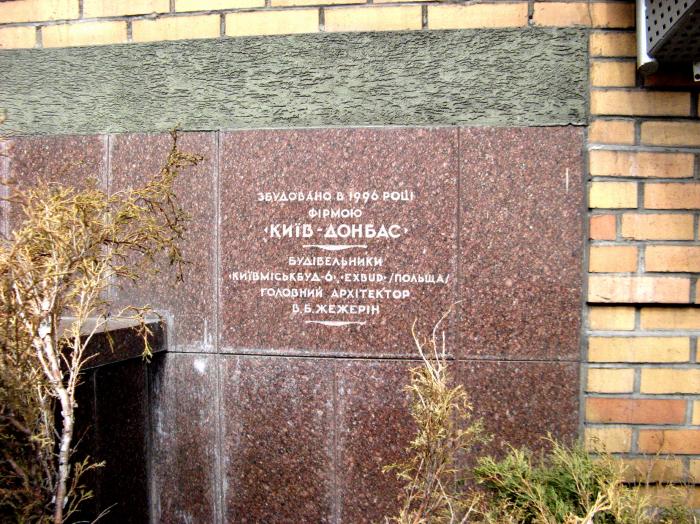 ЗБУДОВАНО В 1996 РОЦІ
ФІРМОЮ
‹КИЇВ-ДОНБАС›
БУДІВЕЛЬНИКИ
‹КИЇВМІСЬКБУД-6›, ‹EXBUD›/ПОЛЬЩА/
ГОЛОВНИЙ АРХІТЕКТОР
В.Б.ЖЕЖЕРІН